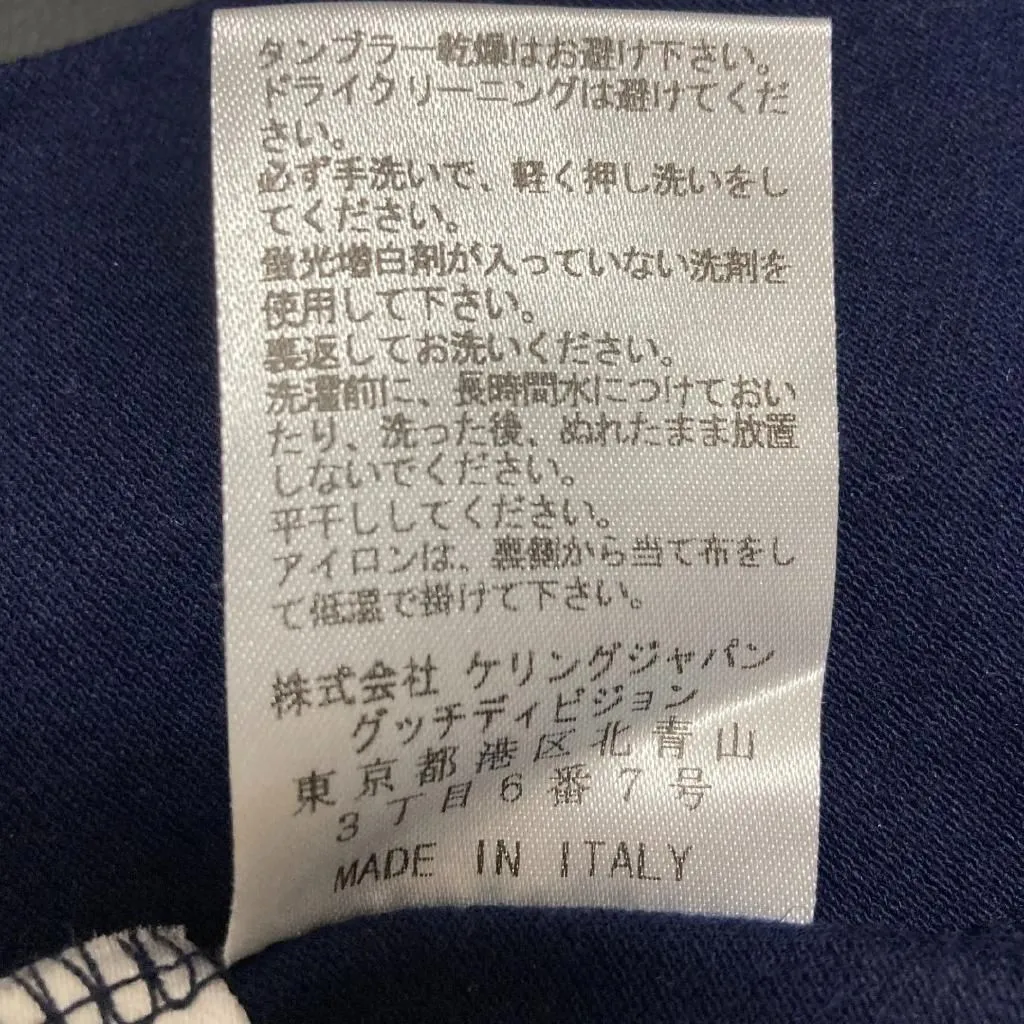 タンブラー乾燥はお避け下さい。
ドライクリーニングは避けてくだ
さい。
必ず手洗いで、軽く押し洗いをし
てください。
蛍光増白剤が入っていない洗剤を
使用して下さい。
裏返してお洗いください。
洗濯前に、長時間水につけておい
たり、洗った後、ぬれたまま放置
しないでください。
平干ししてください。
アイロンは、裏側から当て布をし
て低温で掛けて下さい。
株式会社 ケリングジャパン
グッチディビジョン
東京都港区北青山
3丁目6番7号
MADE IN ITALY